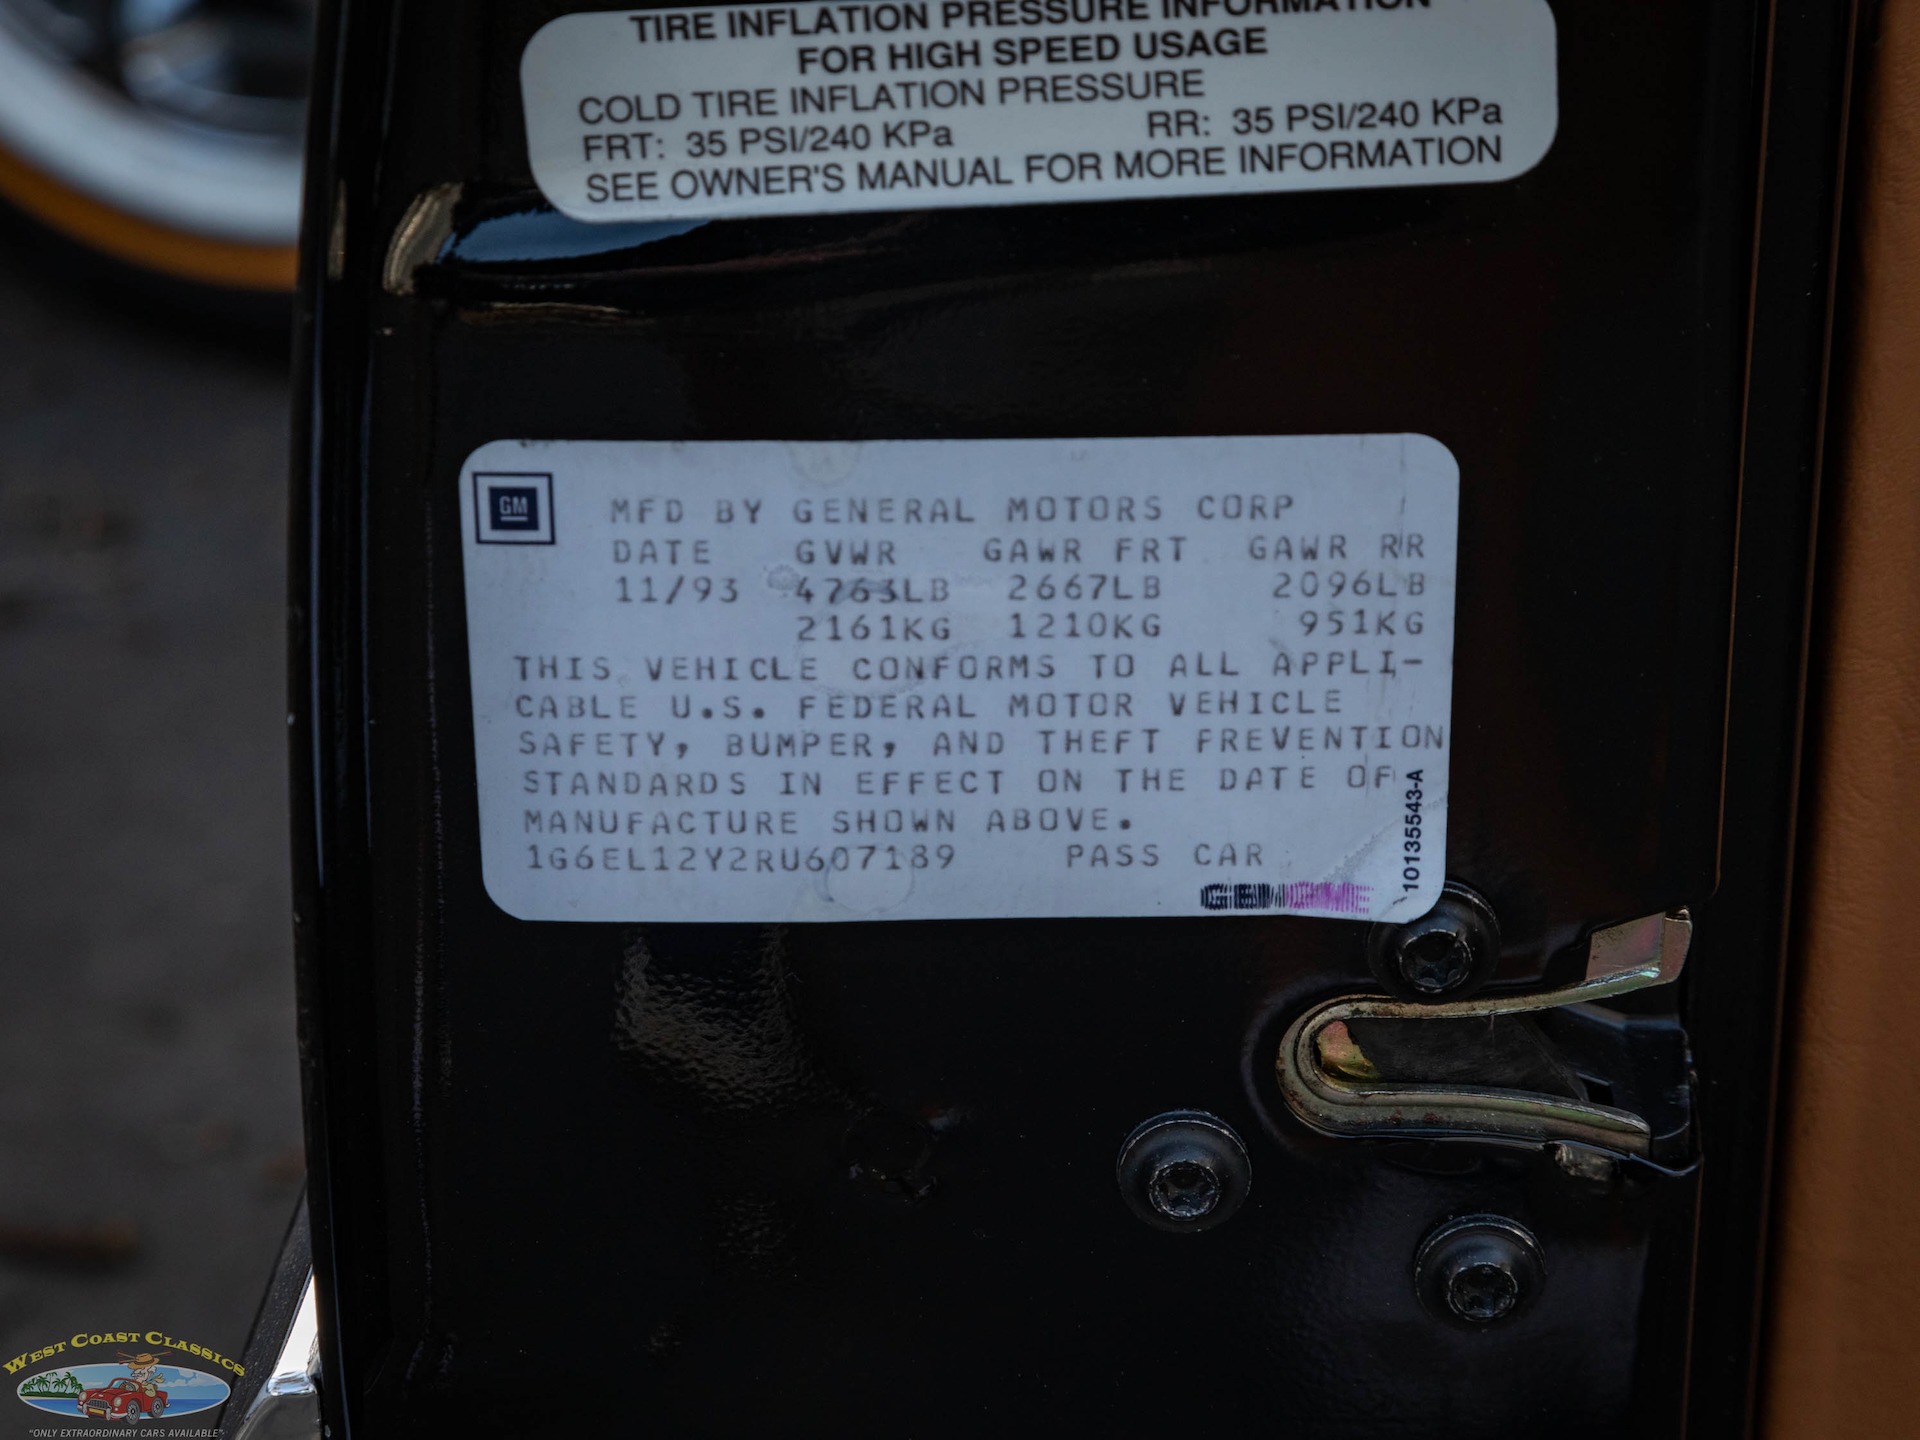 TIRE INFLATION PRESSURE INFORMATION
FOR HIGH SPEED USAGE
COLD TIRE INFLATION PRESSURE
FRT: 35 PSI/240 KPa RR: 35 PSI/240 KPa
SEE OWNER'S MANUAL FOR MORE INFORMATION
GM
MFD BY GENERAL MOTORS CORP
DATE GVWR GAWR FRT GAWR RR
11/93 4763LB 2667LB 2096LB
2161KG 1210KG 951KG
THIS VEHICLE CONFORMS TO ALL APPLI-
CABLE U.S. FEDERAL MOTOR VEHICLE
SAFETY, BUMPER, AND THEFT PREVENTION
STANDARDS IN EFFECT ON THE DATE OF
MANUFACTURE SHOWN ABOVE.
1G6EL12Y2RU607189 PASS CAR
10135543-A
WEST COAST CLASSICS
"ONLY EXTRAORDINARY CARS AVAILABLE"